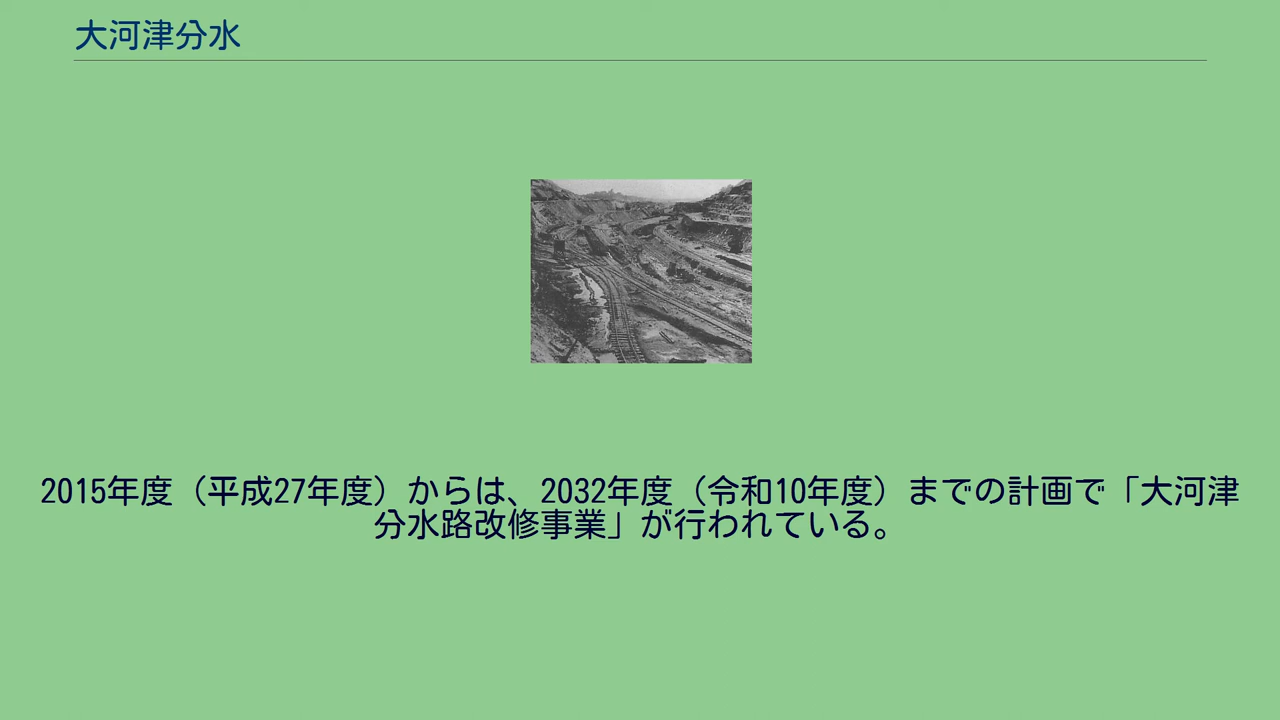 大河津分水
2015年度（平成27年度）からは、2032年度（令和10年度）までの計画で「大河津
分水路改修事業」が行われている。